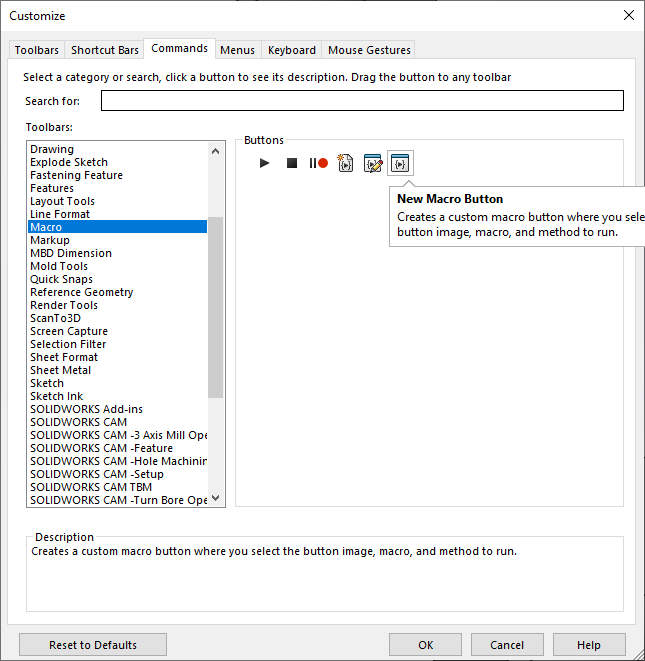 Customize
Toolbars
Shortcut Bars
Commands
Menus
Keyboard
Mouse Gestures
Select a category or search, click a button to see its description. Drag the button to any toolbar
Search for:
Toolbars:
Drawing
Explode Sketch
Fastening Feature
Features
Layout Tools
Line Format
Macro
Markup
MBD Dimension
Mold Tools
Quick Snaps
Reference Geometry
Render Tools
ScanTo3D
Screen Capture
Selection Filter
Sheet Format
Sheet Metal
Sketch
Sketch Ink
SOLIDWORKS Add-ins
SOLIDWORKS CAM
SOLIDWORKS CAM -3 Axis Mill Ope
SOLIDWORKS CAM -Feature
SOLIDWORKS CAM -Hole Machinin
SOLIDWORKS CAM -Setup
SOLIDWORKS CAM TBM
SOLIDWORKS CAM -Turn Bore Ope
Buttons
New Macro Button
Creates a custom macro button where you sele
button image, macro, and method to run.
Description
Creates a custom macro button where you select the button image, macro, and method to run.
Reset to Defaults
OK
Cancel
Help